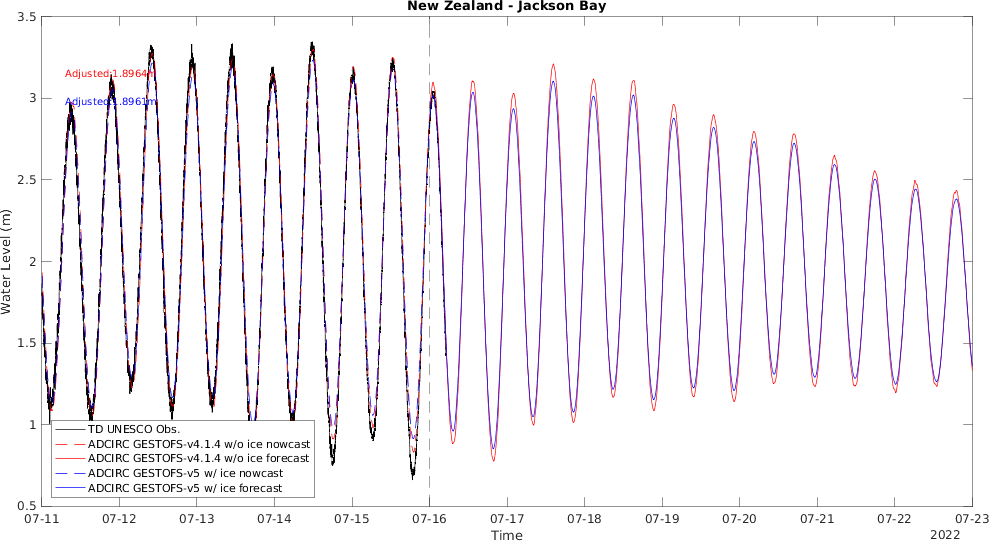 New Zealand - Jackson Bay
3.5
3
2.5
2
1.5
1
0.5
Water Level (m)
Adjusted:1.8964m
Adjusted:1.8961m
TD UNESCO Obs.
ADCIRC GESTOFS-v4.1.4 w/o ice nowcast
ADCIRC GESTOFS-v4.1.4 w/o ice forecast
ADCIRC GESTOFS-v5 w/ ice nowcast
ADCIRC GESTOFS-v5 w/ ice forecast
07-11 07-12 07-13 07-14 07-15 07-16 07-17 07-18 07-19 07-20 07-21 07-22 07-23
Time
2022